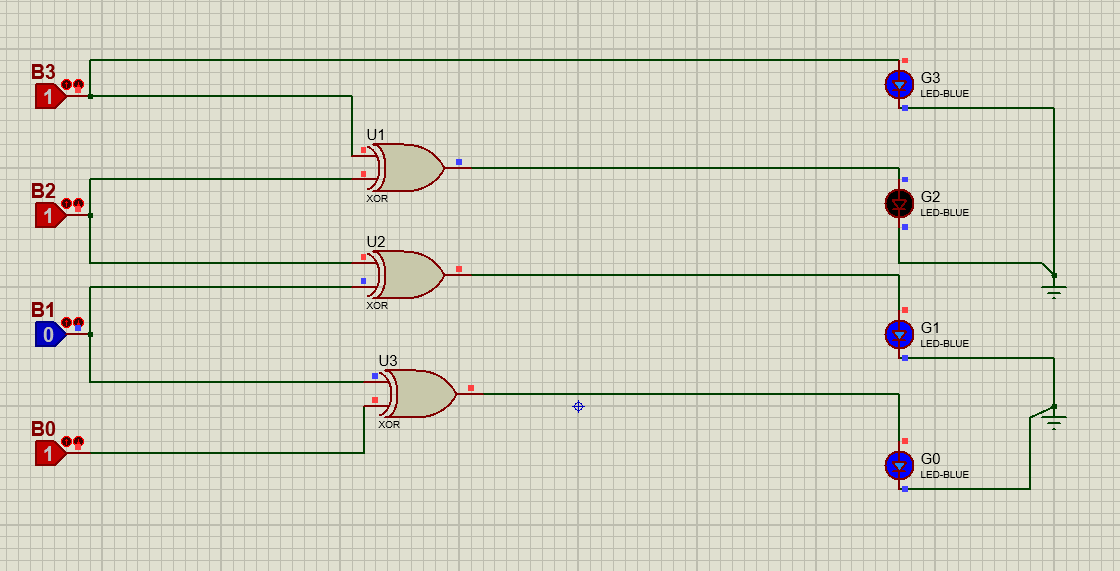 B3
1
G3
LED-BLUE
U1
XOR
B2
1
G2
LED-BLUE
U2
XOR
B1
0
G1
LED-BLUE
U3
XOR
B0
1
G0
LED-BLUE